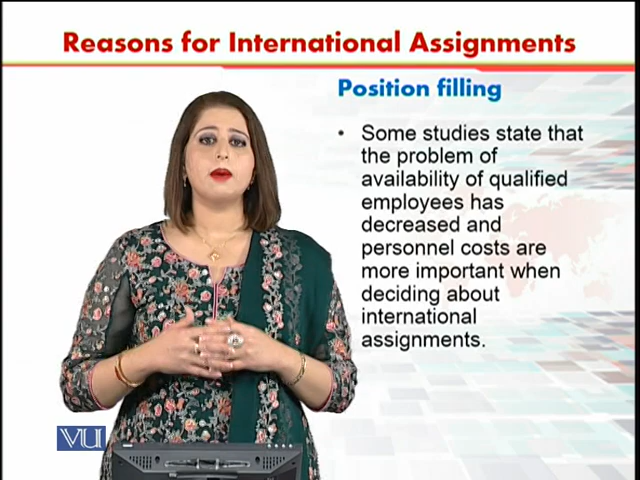 Reasons for International Assignments
Position filling
• Some studies state that
the problem of
availability of qualified
employees has
decreased and
personnel costs are
more important when
deciding about
international
assignments.
VU